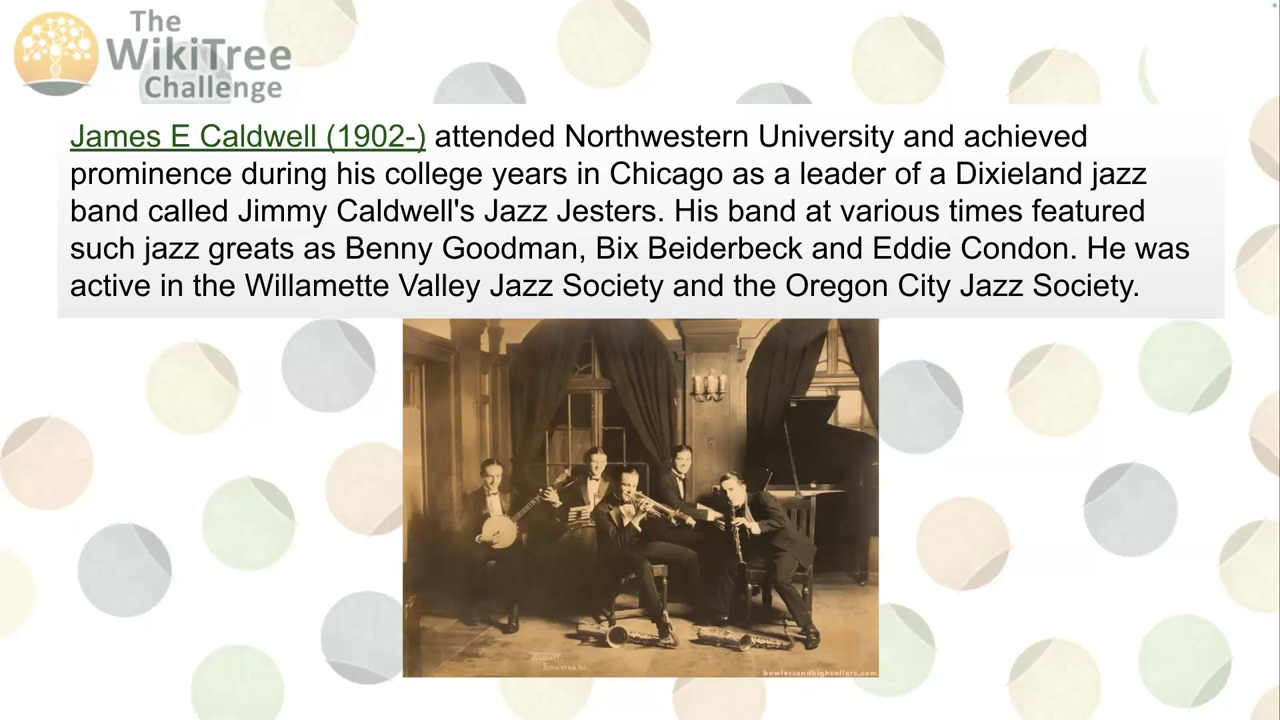 The
WikiTree
Challenge
James E Caldwell (1902-) attended Northwestern University and achieved
prominence during his college years in Chicago as a leader of a Dixieland jazz
band called Jimmy Caldwell's Jazz Jesters. His band at various times featured
such jazz greats as Benny Goodman, Bix Beiderbeck and Eddie Condon. He was
active in the Willamette Valley Jazz Society and the Oregon City Jazz Society.
bowlersandhighcollars.com